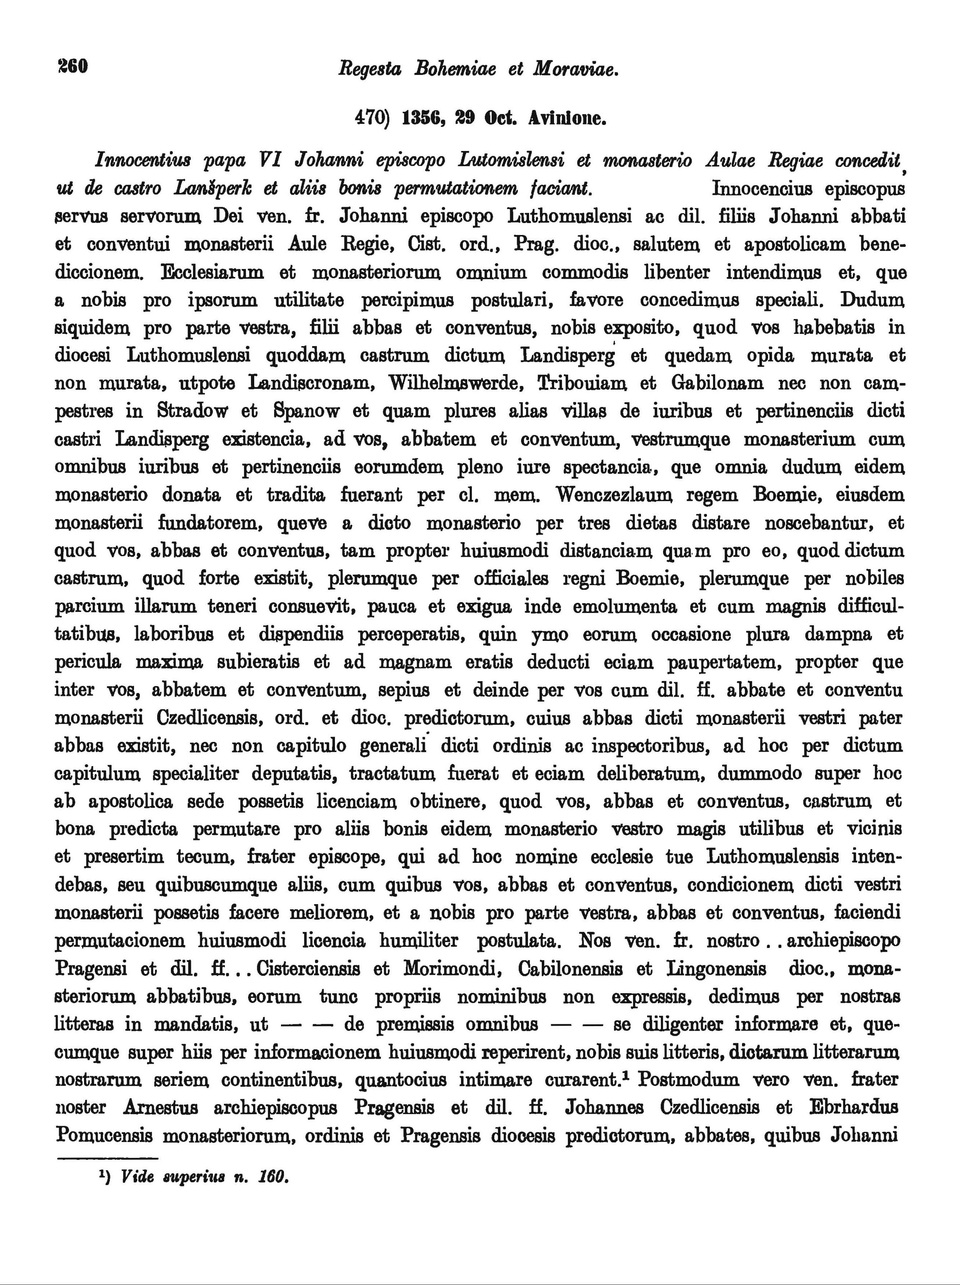 260
Regesta Bohemiae et Moraviae.
470) 1356, 29 Oct. Avinione.
Innocentius papa VI Johanni episcopo Lutomislensi et monasterio Aulae Regiae concedit,
ut de castro Lanšperk et aliis bonis permutationem faciant. Innocencius episcopus
servus servorum Dei ven. fr. Johanni episcopo Luthomuslensi ac dil. filiis Johanni abbati
et conventui monasterii Aule Regie, Cist. ord., Prag. dioc., salutem et apostolicam bene-
diccionem. Ecclesiarum et monasteriorum omnium commodis libenter intendimus et, que
a nobis pro ipsorum utilitate percipimus postulari, favore concedimus speciali. Dudum
siquidem pro parte vestra, filii abbas et conventus, nobis exposito, quod vos habebatis in
diocesi Luthomuslensi quoddam castrum dictum Landisperg et quedam opida murata et
non murata, utpote Landiscronam, Wilhelmswerde, Tribouiam et Gabilonam nec non cam-
pestres in Stradow et Spanow et quam plures alias villas de iuribus et pertinenciis dicti
castri Landisperg existencia, ad vos, abbatem et conventum, vestrumque monasterium cum
omnibus iuribus et pertinenciis eorumdem pleno iure spectancia, que omnia dudum eidem
monasterio donata et tradita fuerant per cl. mem. Wenczezlaum regem Boemie, eiusdem
monasterii fundatorem, queve a dicto monasterio per tres dietas distare noscebantur, et
quod vos, abbas et conventus, tam propter huiusmodi distanciam quam pro eo, quod dictum
castrum, quod forte existit, plerumque per officiales regni Boemie, plerumque per nobiles
parcium illarum teneri consuevit, pauca et exigua inde emolumenta et cum magnis difficul-
tatibus, laboribus et dispendiis perceperatis, quin ymo eorum occasione plura dampna et
pericula maxima subieratis et ad magnam eratis deducti eciam paupertatem, propter que
inter vos, abbatem et conventum, sepius et deinde per vos cum dil. ff. abbate et conventu
monasterii Czedlicensis, ord. et dioc. predictorum, cuius abbas dicti monasterii vestri pater
abbas existit, nec non capitulo generali dicti ordinis ac inspectoribus, ad hoc per dictum
capitulum specialiter deputatis, tractatum fuerat et eciam deliberatum, dummodo super hoc
ab apostolica sede possetis licenciam obtinere, quod vos, abbas et conventus, castrum et
bona predicta permutare pro aliis bonis eidem monasterio vestro magis utilibus et vicinis
et presertim tecum, frater episcope, qui ad hoc nomine ecclesie tue Luthomuslensis inten-
debas, seu quibuscumque aliis, cum quibus vos, abbas et conventus, condicionem dicti vestri
monasterii possetis facere meliorem, et a nobis pro parte vestra, abbas et conventus, faciendi
permutacionem huiusmodi licencia humiliter postulata. Nos ven. fr. nostro . . archiepiscopo
Pragensi et dil. ff. . . Cisterciensis et Morimondi, Cabilonensis et Lingonensis dioc., mona-
steriorum abbatibus, eorum tunc propriis nominibus non expressis, dedimus per nostras
litteras in mandatis, ut — — de premissis omnibus — — se diligenter informare et, que-
cumque super hiis per informacionem huiusmodi reperirent, nobis suis litteris, dictarum litterarum
nostrarum seriem continentibus, quantocius intimare curarent.¹ Postmodum vero ven. frater
noster Arnestus archiepiscopus Pragensis et dil. ff. Johannes Czedlicensis et Ebrhardus
Pomucensis monasteriorum, ordinis et Pragensis diocesis predictorum, abbates, quibus Johanni
¹) Vide superius n. 160.